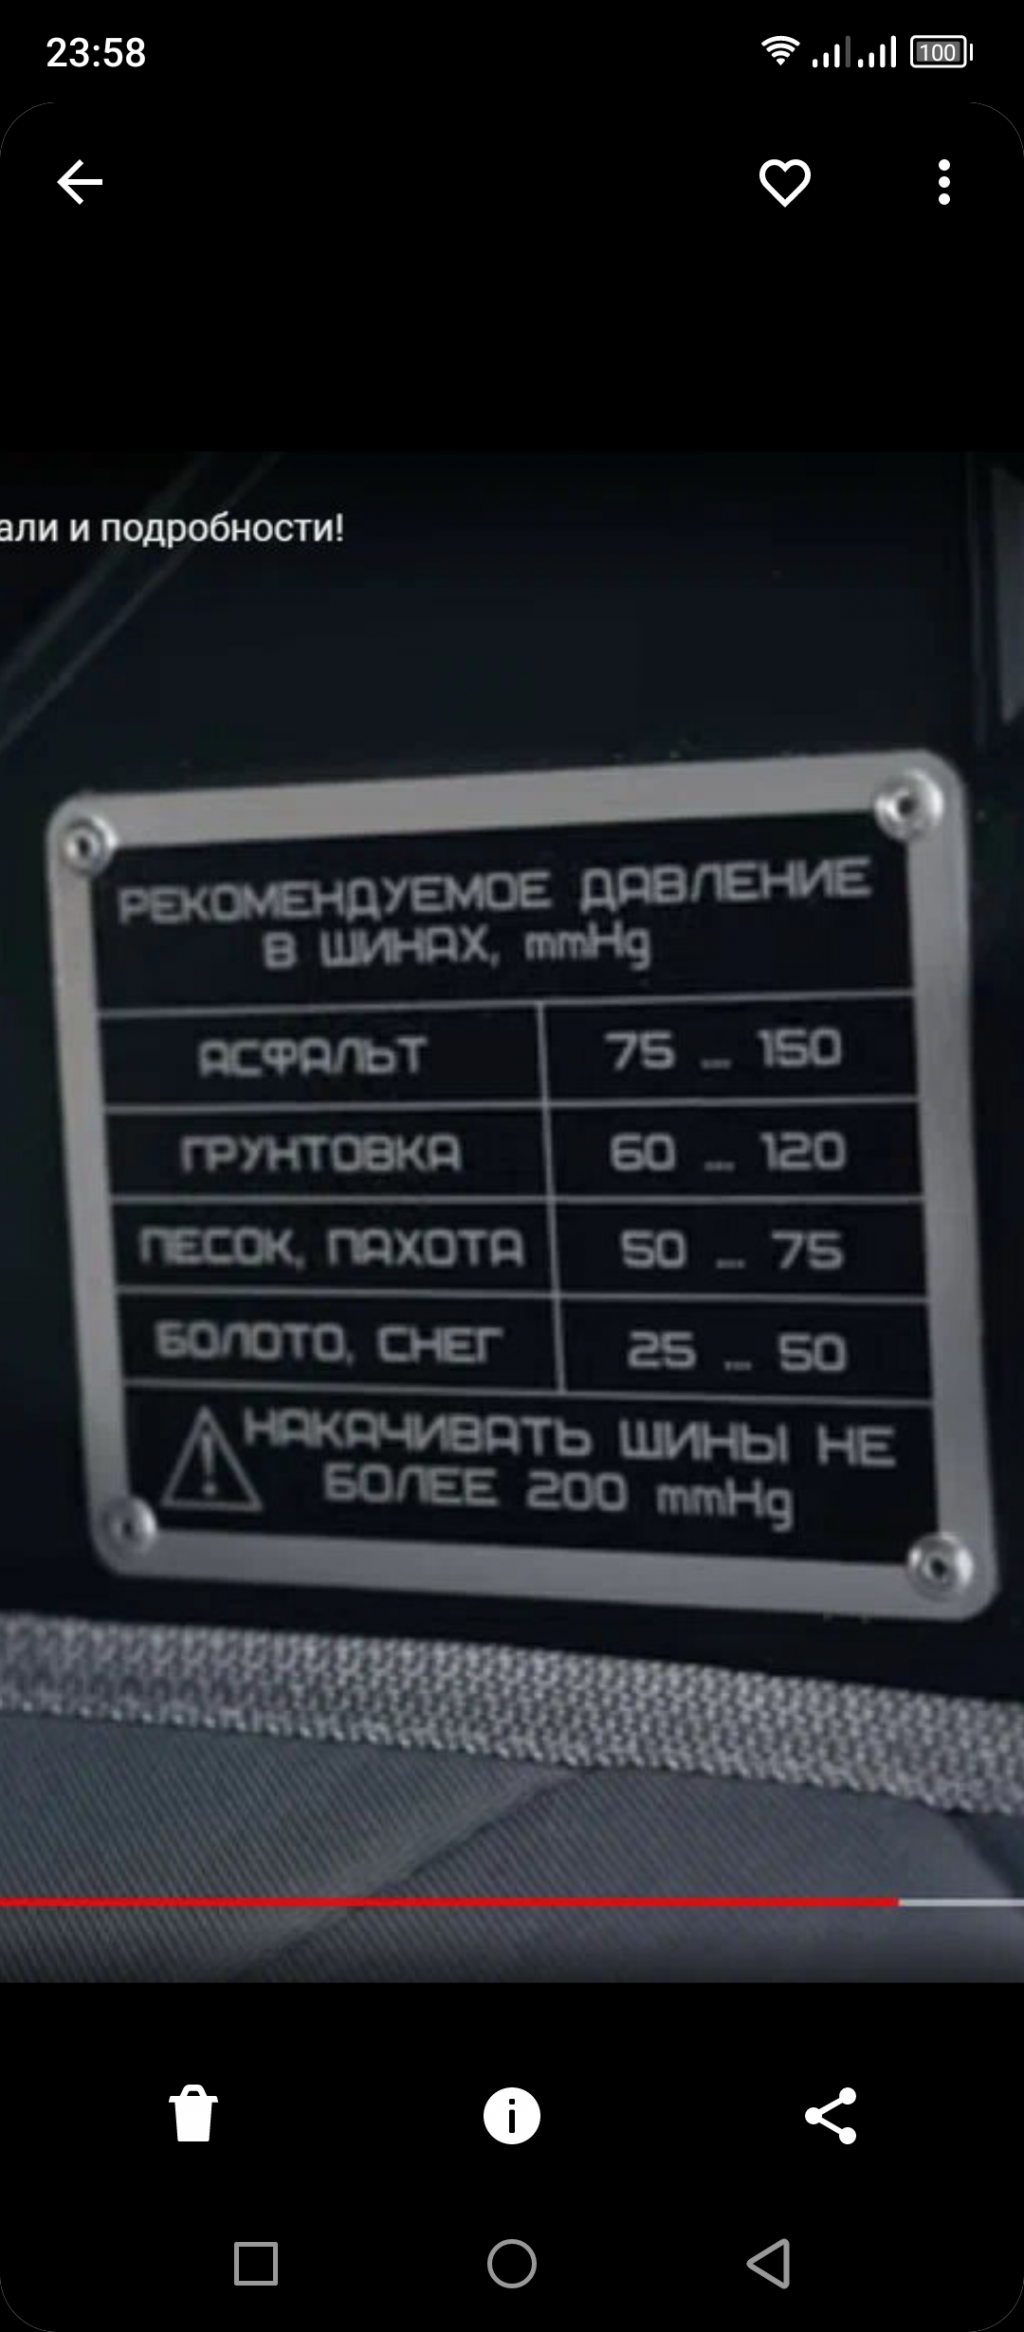 23:58
100
али и подробности!
РЕКОМЕНДУЕМОЕ ДАВЛЕНИЕ
В ШИНАХ, mmHg
АСФАЛЬТ 75 ... 150
ГРУНТОВКА 60 ... 120
ПЕСОК, ПАХОТА 50 ... 75
БОЛОТО, СНЕГ 25 ... 50
НАКАЧИВАТЬ ШИНЫ НЕ
БОЛЕЕ 200 mmHg